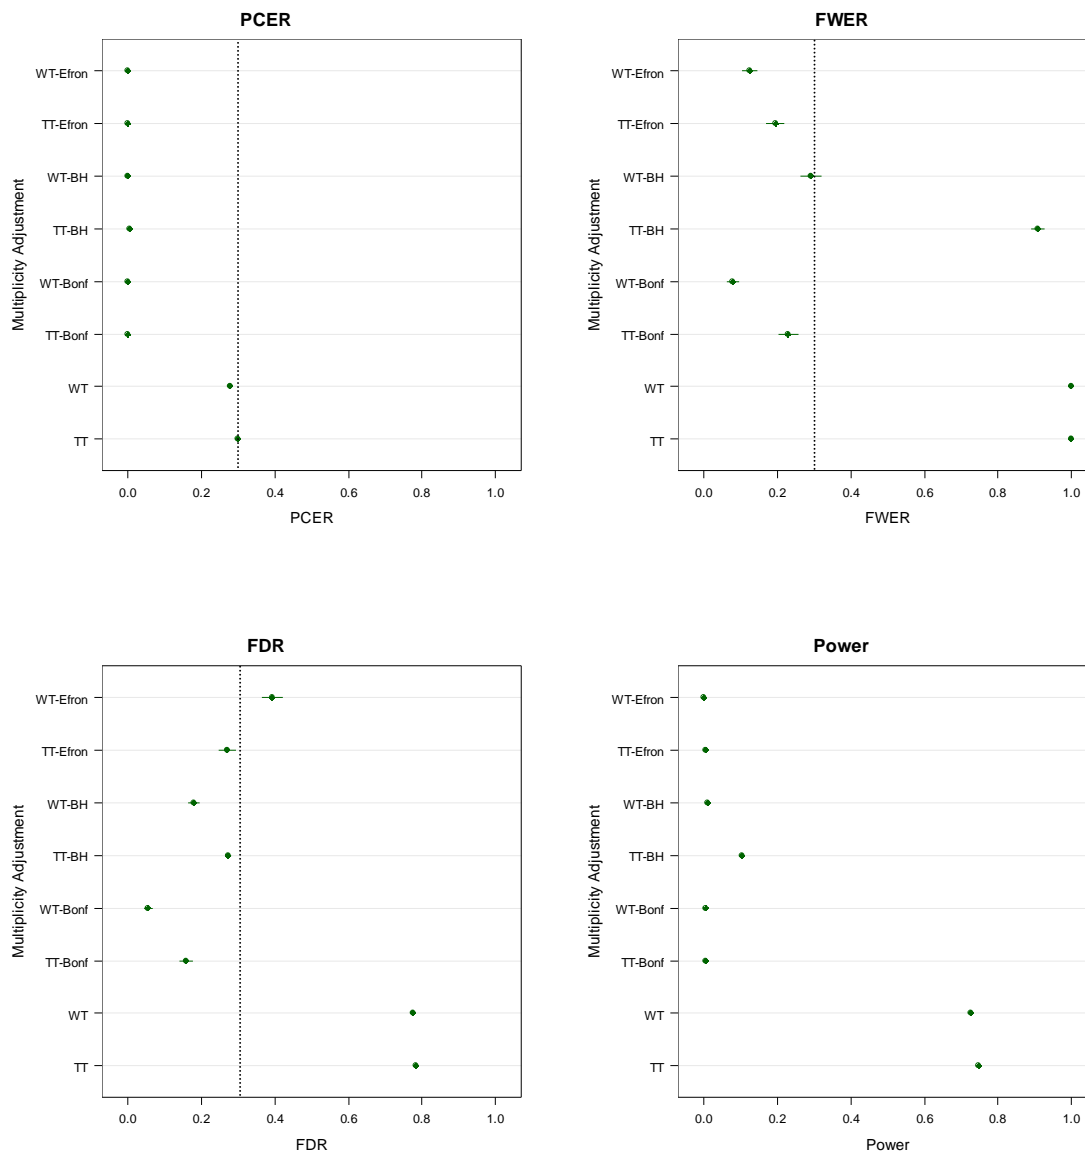 PCER
Multiplicity Adjustment
WT-Efron
TT-Efron
WT-BH
TT-BH
WT-Bonf
TT-Bonf
WT
TT
0.0 0.2 0.4 0.6 0.8 1.0
PCER
FWER
Multiplicity Adjustment
WT-Efron
TT-Efron
WT-BH
TT-BH
WT-Bonf
TT-Bonf
WT
TT
0.0 0.2 0.4 0.6 0.8 1.0
FWER
FDR
Multiplicity Adjustment
WT-Efron
TT-Efron
WT-BH
TT-BH
WT-Bonf
TT-Bonf
WT
TT
0.0 0.2 0.4 0.6 0.8 1.0
FDR
Power
Multiplicity Adjustment
WT-Efron
TT-Efron
WT-BH
TT-BH
WT-Bonf
TT-Bonf
WT
TT
0.0 0.2 0.4 0.6 0.8 1.0
Power